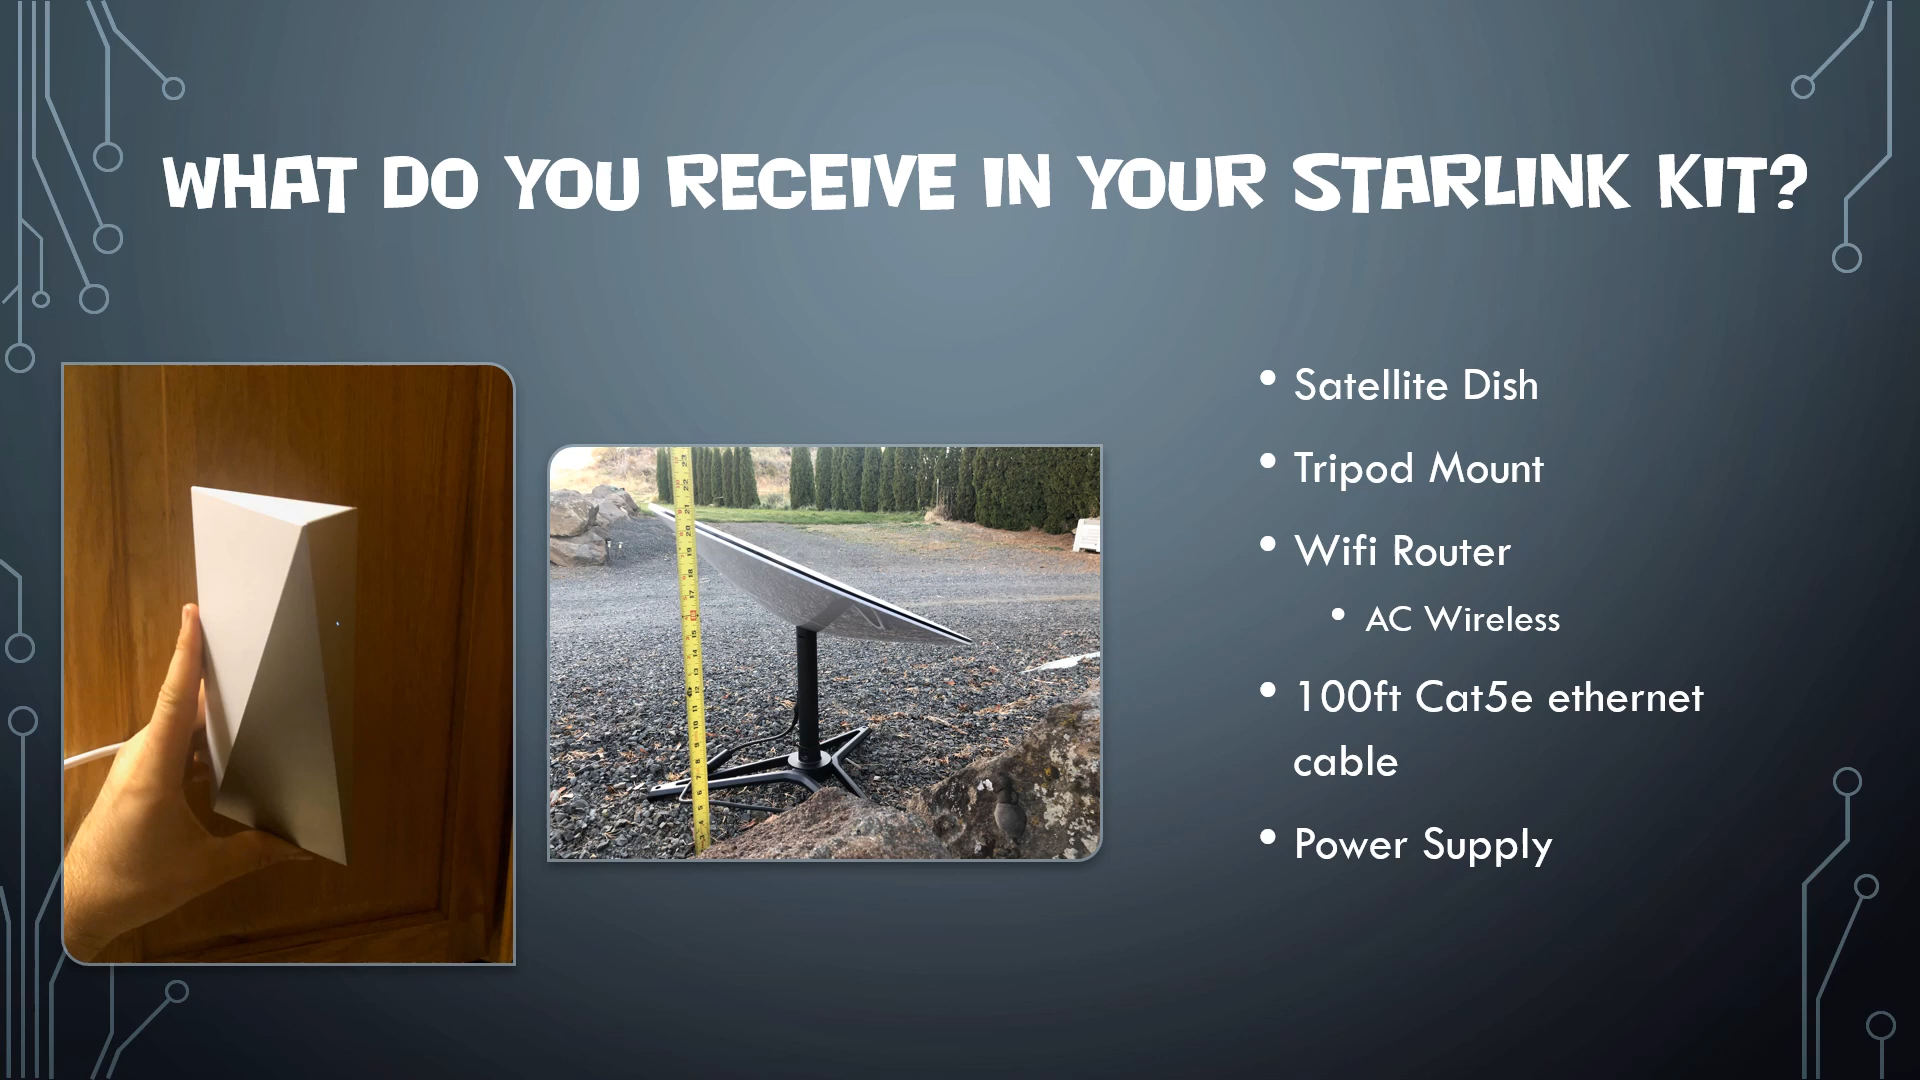 WHAT DO YOU RECEIVE IN YOUR STARLINK KIT?
• Satellite Dish
• Tripod Mount
• Wifi Router
• AC Wireless
• 100ft Cat5e ethernet
cable
• Power Supply